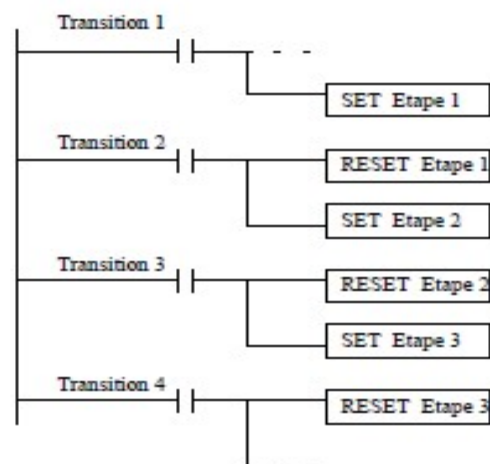 Transition 1
SET Etape 1
Transition 2
RESET Etape 1
SET Etape 2
Transition 3
RESET Etape 2
SET Etape 3
Transition 4
RESET Etape 3